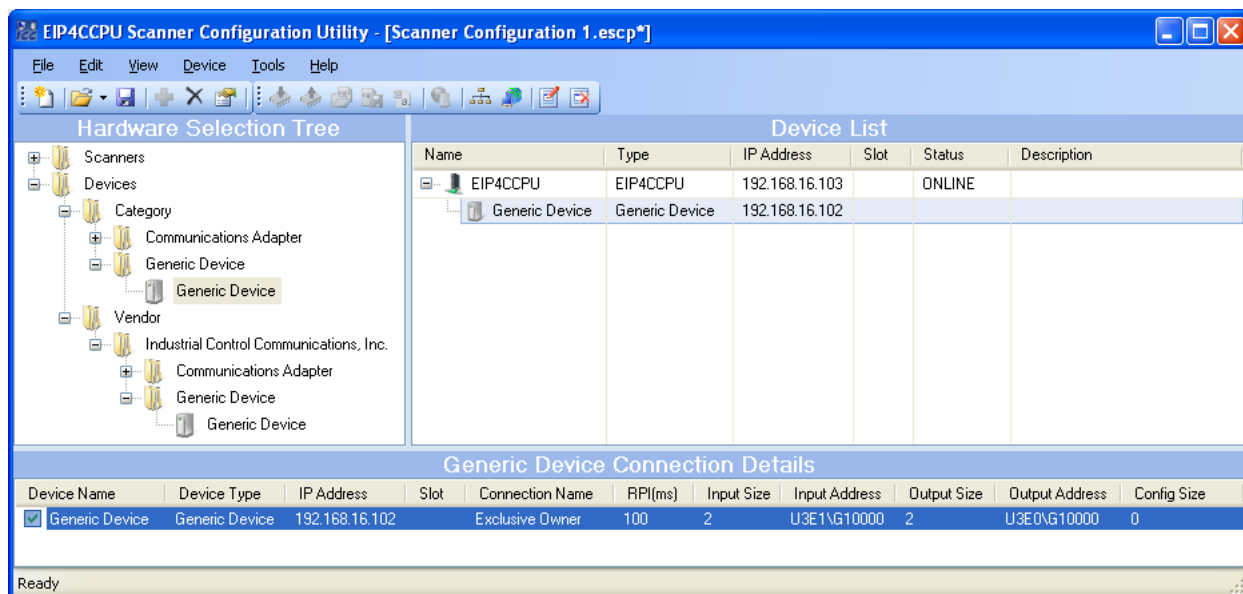 EIP4CCPU Scanner Configuration Utility - [Scanner Configuration 1.escp*]
File Edit View Device Tools Help
Hardware Selection Tree
Scanners
Devices
Category
Communications Adapter
Generic Device
Generic Device
Vendor
Industrial Control Communications, Inc.
Communications Adapter
Generic Device
Generic Device
Device List
Name Type IP Address Slot Status Description
EIP4CCPU EIP4CCPU 192.168.16.103 ONLINE
Generic Device Generic Device 192.168.16.102
Generic Device Connection Details
Device Name Device Type IP Address Slot Connection Name RPI(ms) Input Size Input Address Output Size Output Address Config Size
Generic Device Generic Device 192.168.16.102 Exclusive Owner 100 2 U3E1\G10000 2 U3E0\G10000 0
Ready